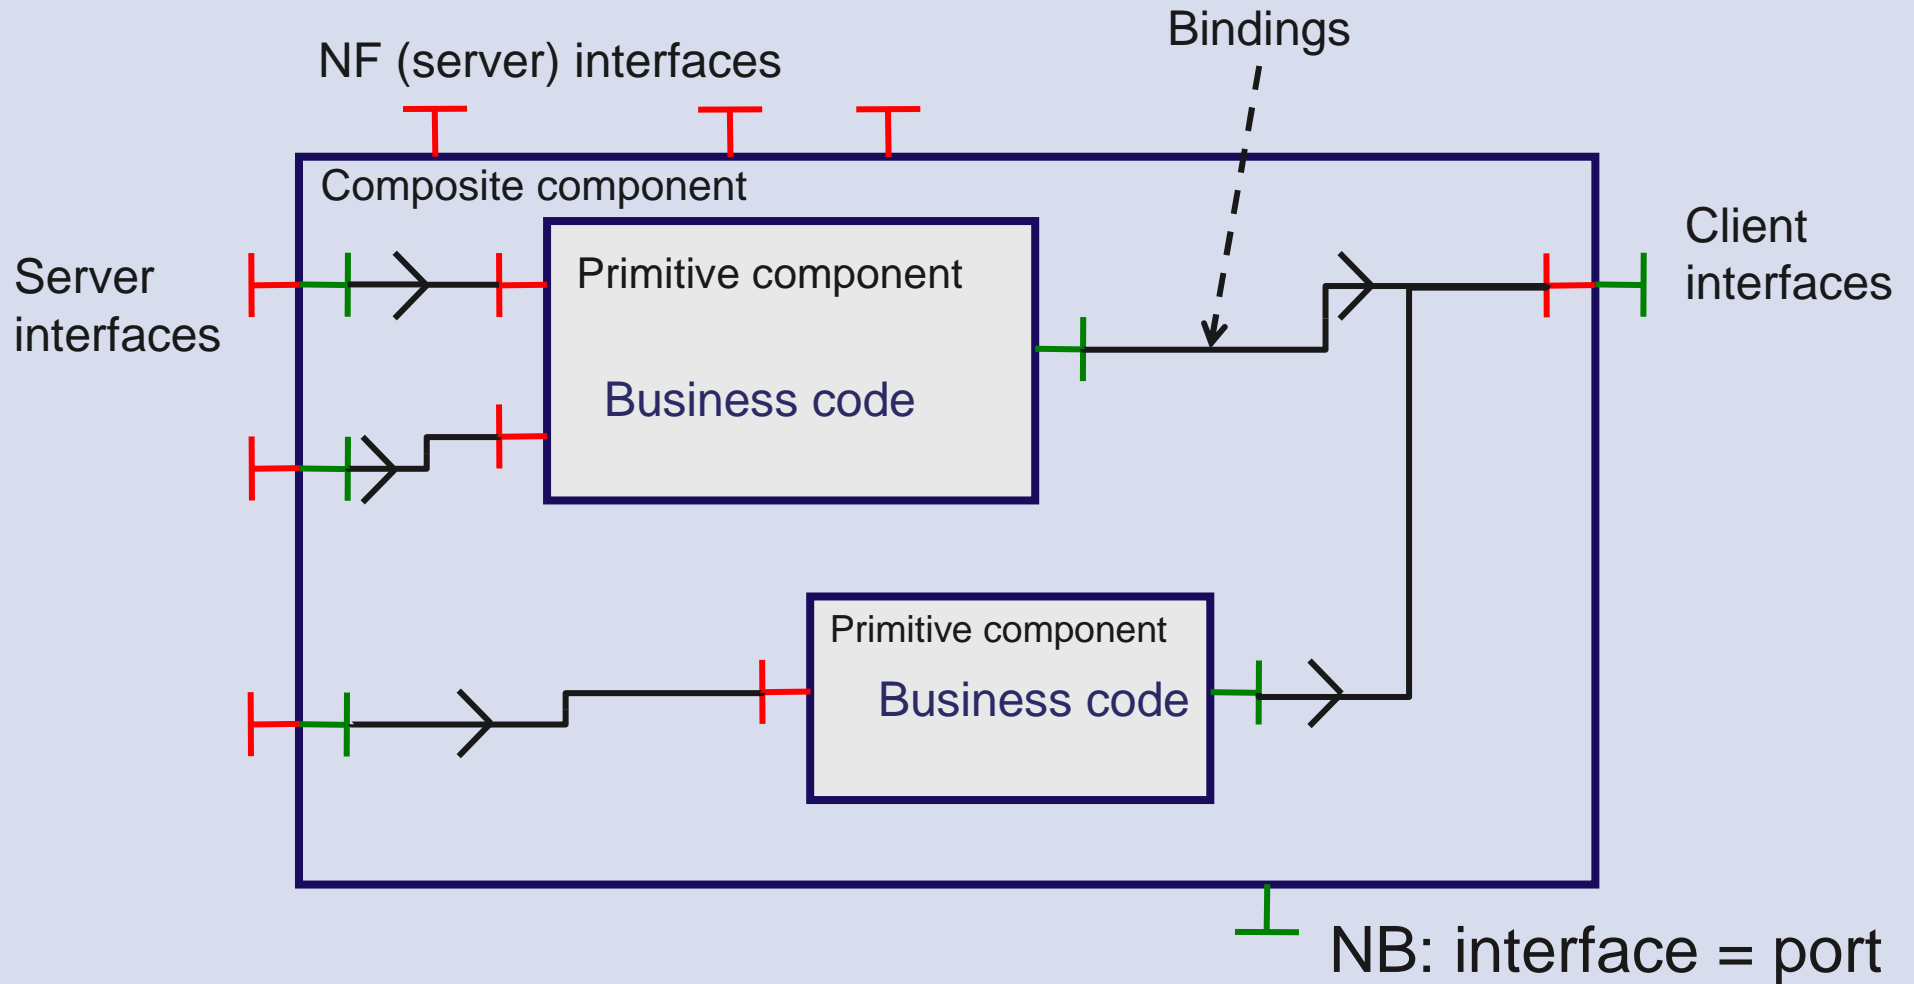 Bindings
NF (server) interfaces
Composite component
Client
interfaces
Server
interfaces
Primitive component
Business code
Primitive component
Business code
NB: interface = port